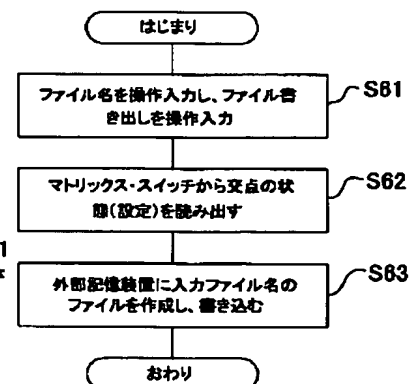 はじまり
ファイル名を操作入力し、ファイル書
き出しを操作入力
S61
マトリックス・スイッチから交点の状
態(設定)を読み出す
S62
1
外部記憶装置に入力ファイル名の
ファイルを作成し、書き込む
S63
おわり